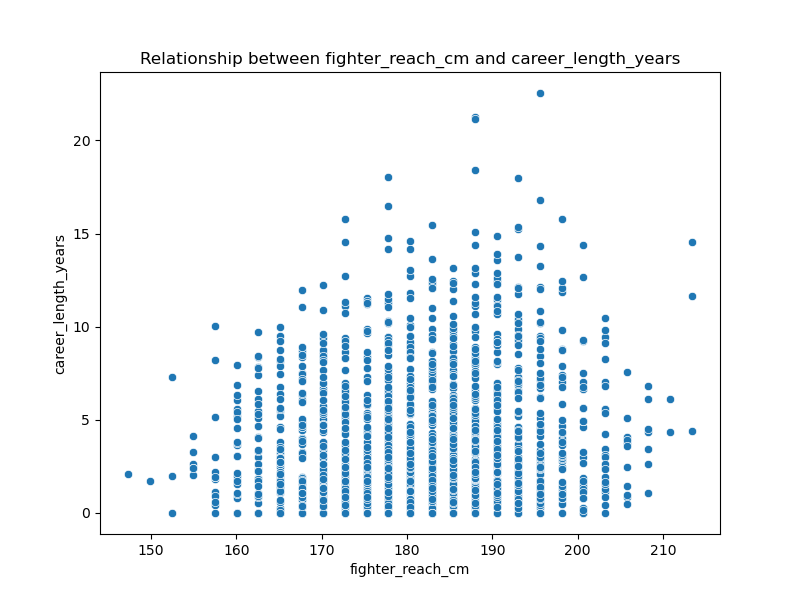 Relationship between fighter_reach_cm and career_length_years
career_length_years
20
15
10
5
0
150 160 170 180 190 200 210
fighter_reach_cm